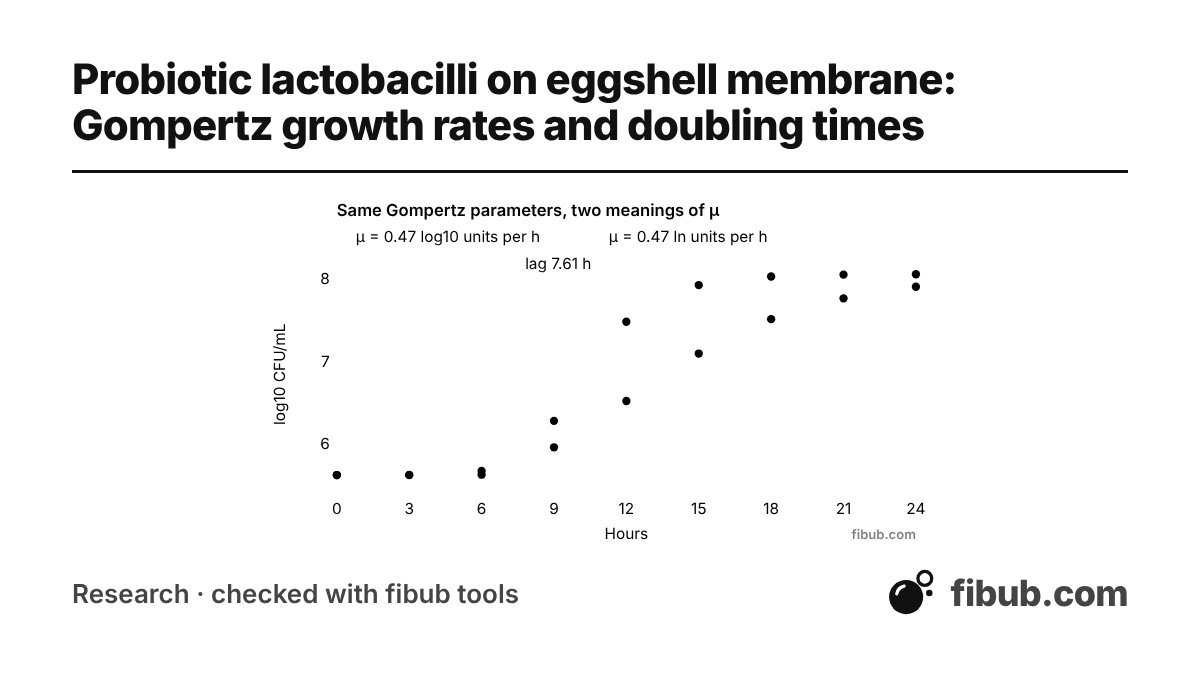 Probiotic lactobacilli on eggshell membrane:
Gompertz growth rates and doubling times
Same Gompertz parameters, two meanings of μ
μ = 0.47 log10 units per h
μ = 0.47 ln units per h
lag 7.61 h
8
7
6
log10 CFU/mL
0 3 6 9 12 15 18 21 24
Hours
fibub.com
Research · checked with fibub tools
fibub.com